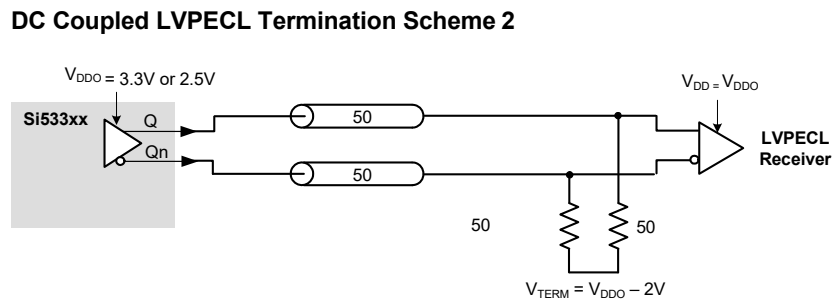 DC Coupled LVPECL Termination Scheme 2
VDDO = 3.3V or 2.5V
VDD = VDDO
Si533xx
Q
50
LVPECL
Receiver
Qn
50
50
50
VTERM = VDDO – 2V